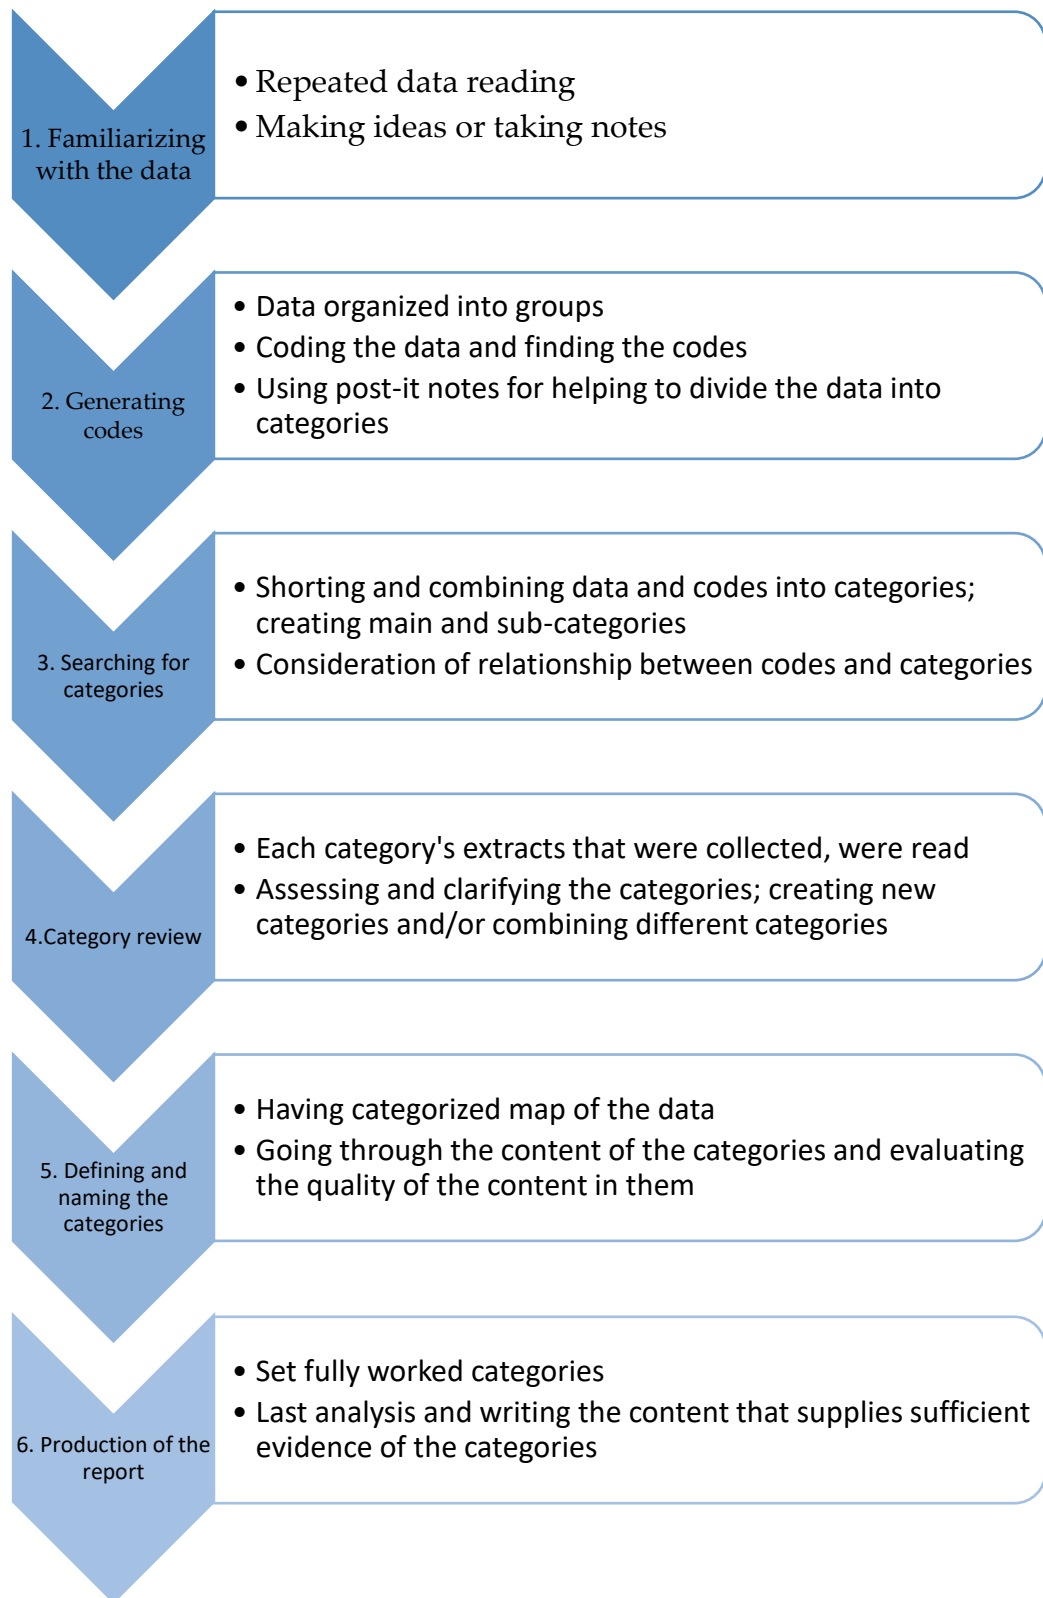 1. Familiarizing
with the data
• Repeated data reading
• Making ideas or taking notes
2. Generating
codes
• Data organized into groups
• Coding the data and finding the codes
• Using post-it notes for helping to divide the data into
categories
3. Searching for
categories
• Shorting and combining data and codes into categories;
creating main and sub-categories
• Consideration of relationship between codes and categories
4.Category review
• Each category's extracts that were collected, were read
• Assessing and clarifying the categories; creating new
categories and/or combining different categories
5. Defining and
naming the
categories
• Having categorized map of the data
• Going through the content of the categories and evaluating
the quality of the content in them
6. Production of the
report
• Set fully worked categories
• Last analysis and writing the content that supplies sufficient
evidence of the categories